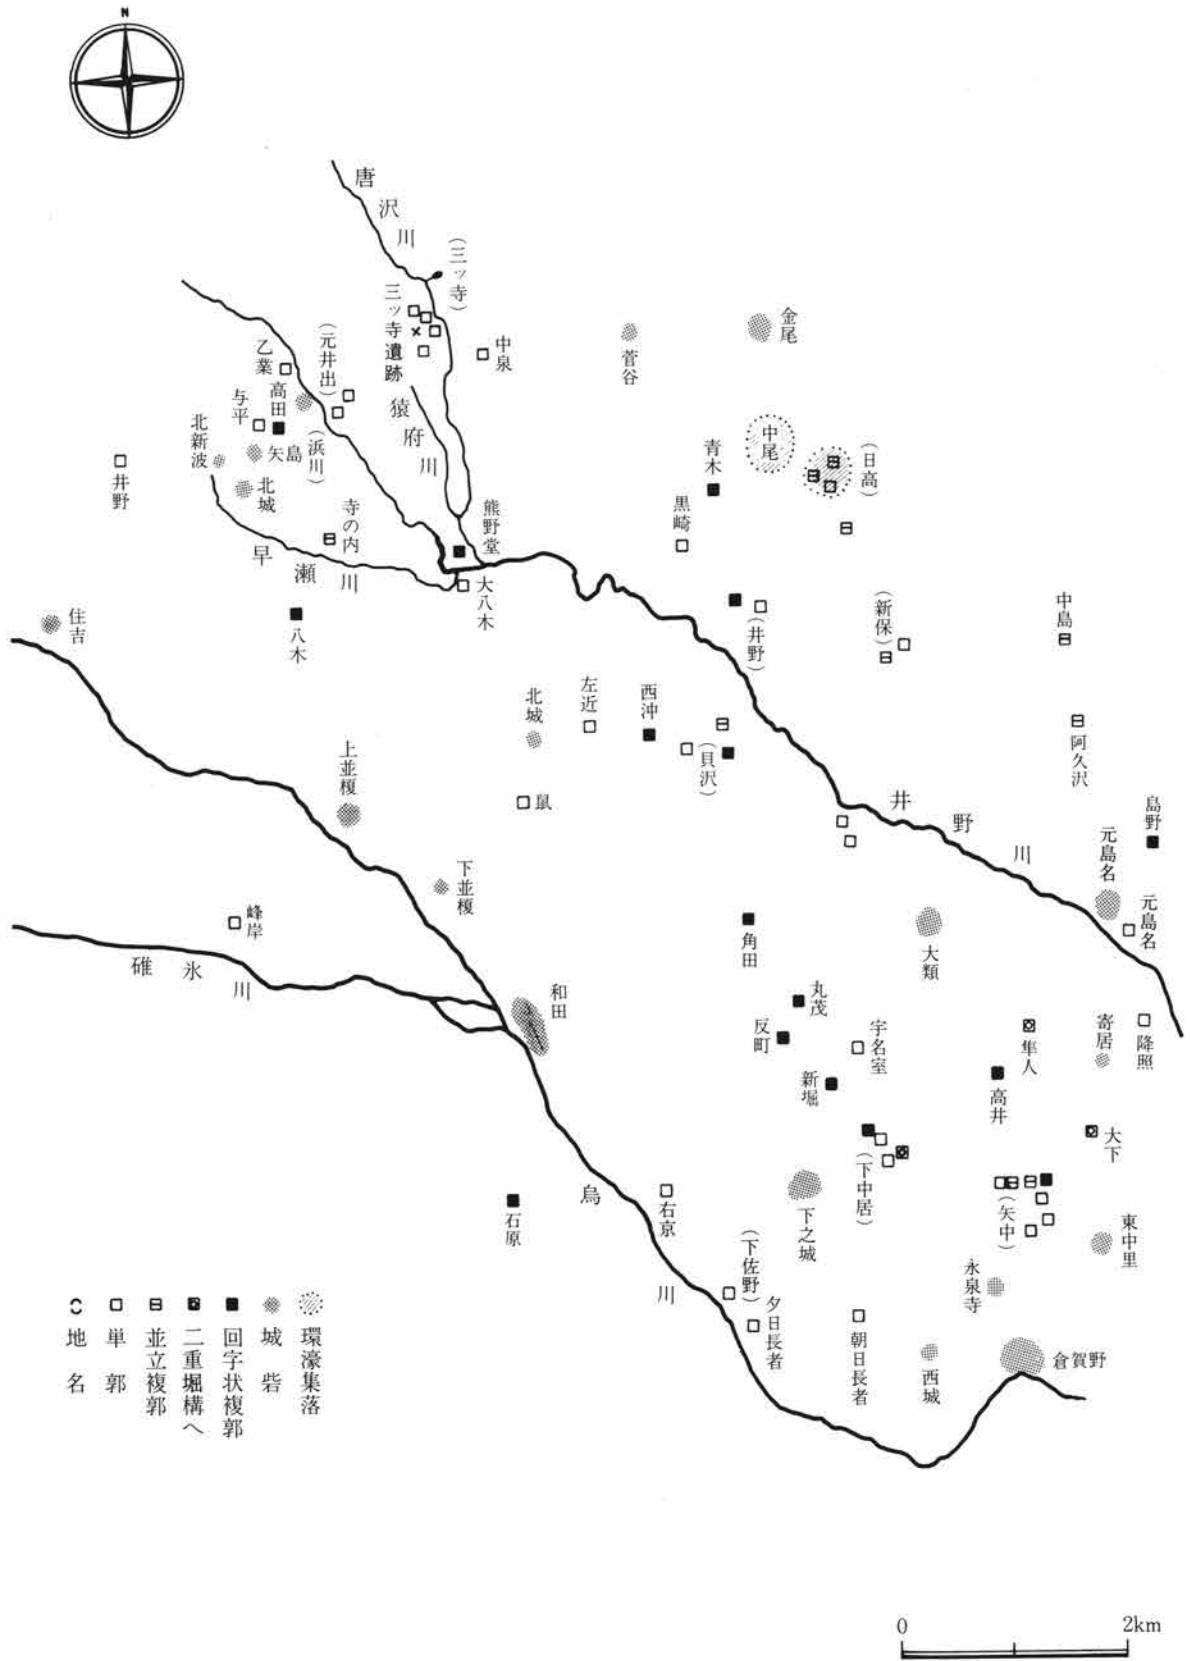 N
唐沢川
(三ッ寺)
三ッ寺遺跡
中泉
猿府川
(元井出)
乙業
高田
与平
北新波
矢島
(浜川)
北城
井野
寺の内
早瀬川
熊野堂
大八木
八木
住吉
菅谷
金尾
中尾
(日高)
青木
黒崎
(井野)
(新保)
中島
阿久沢
島野
北城
左近
西沖
(貝沢)
鼠
上並榎
下並榎
峰岸
碓氷川
和田
井野川
元島名
元島名
大類
角田
丸茂
反町
宇名室
新堀
隼人
高井
寄居
降照
大下
(下中居)
(矢中)
下之城
東中里
永泉寺
石原
烏川
右京
(下佐野)
夕日長者
朝日長者
西城
倉賀野
環濠集落
城砦
回字状複郭
二重堀構へ
並立複郭
単郭
( ) 地名
0 2km